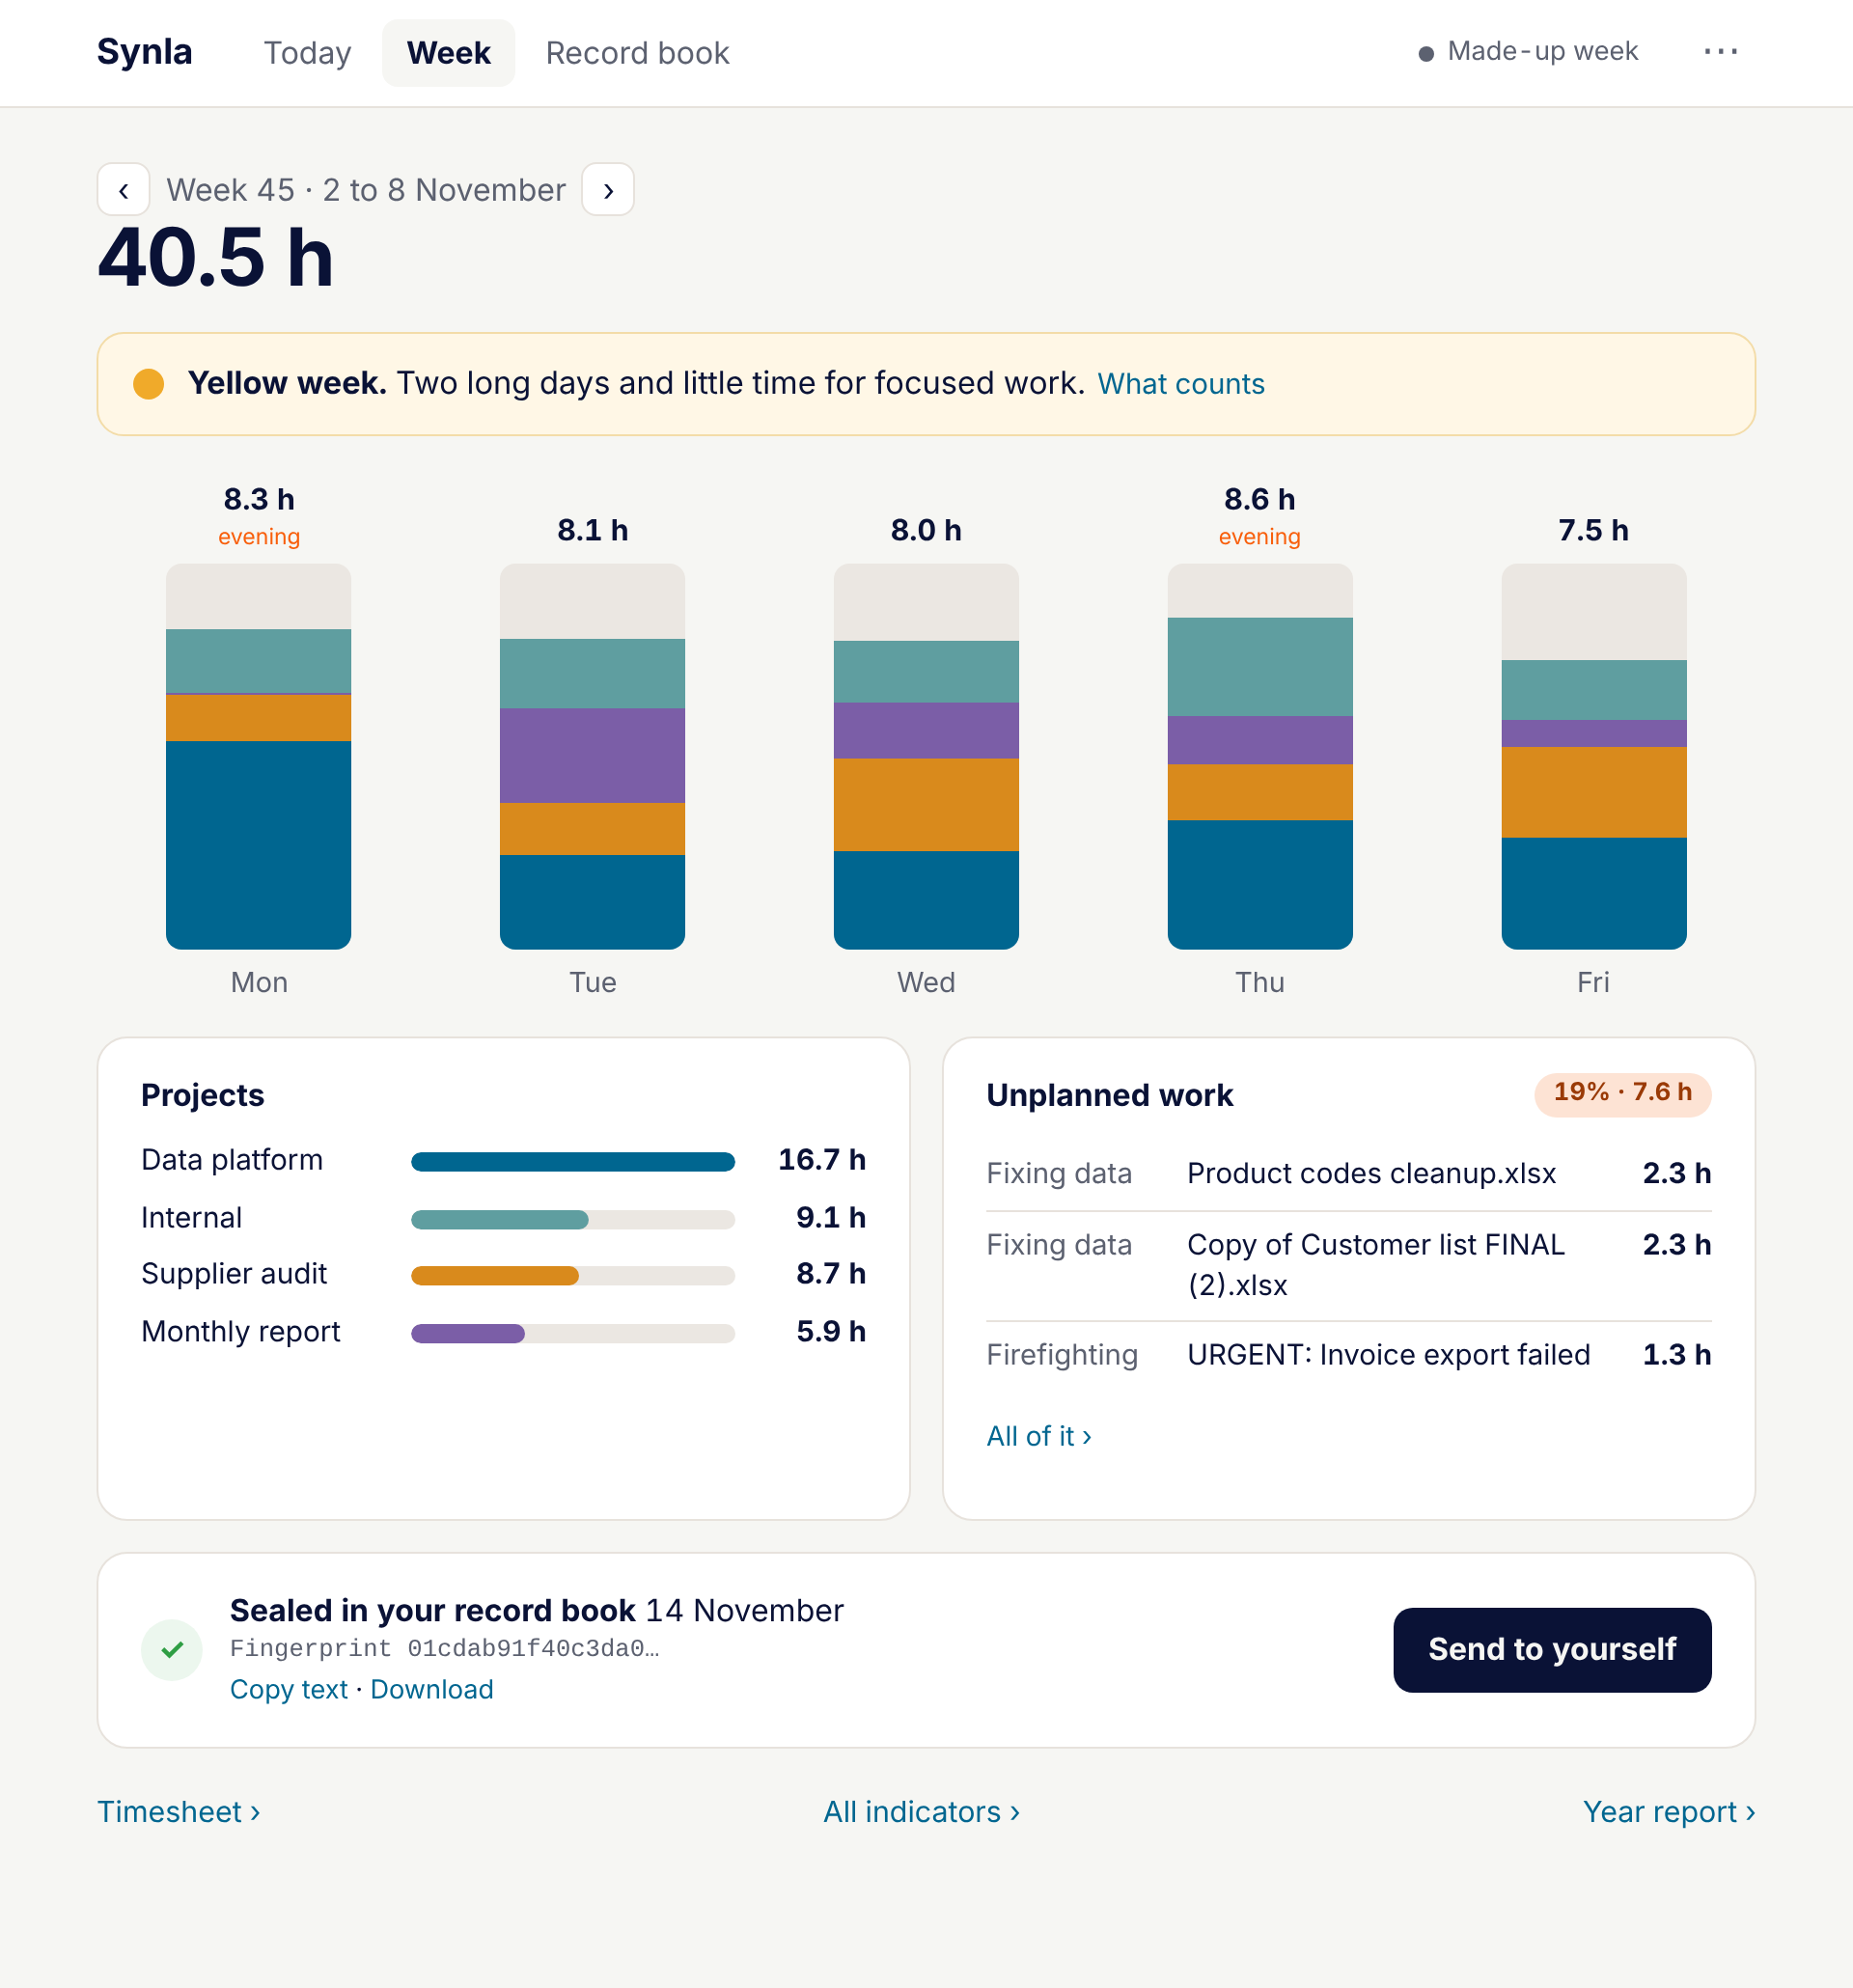 Synla
Today
Week
Record book
Made-up week
Week 45 · 2 to 8 November
40.5 h
Yellow week. Two long days and little time for focused work. What counts
8.3 h
evening
8.1 h
8.0 h
8.6 h
evening
7.5 h
Mon
Tue
Wed
Thu
Fri
Projects
Data platform 16.7 h
Internal 9.1 h
Supplier audit 8.7 h
Monthly report 5.9 h
Unplanned work 19% · 7.6 h
Fixing data Product codes cleanup.xlsx 2.3 h
Fixing data Copy of Customer list FINAL 2.3 h
(2).xlsx
Firefighting URGENT: Invoice export failed 1.3 h
All of it ›
Sealed in your record book 14 November
Fingerprint 01cdab91f40c3da0…
Copy text · Download
Send to yourself
Timesheet ›
All indicators ›
Year report ›